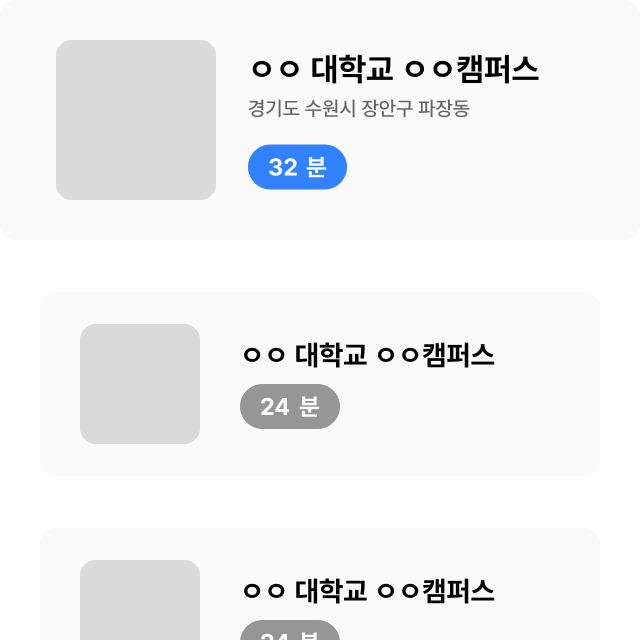 ㅇㅇ 대학교 ㅇㅇ캠퍼스
경기도 수원시 장안구 파장동
32 분
ㅇㅇ 대학교 ㅇㅇ캠퍼스
24 분
ㅇㅇ 대학교 ㅇㅇ캠퍼스
24 분